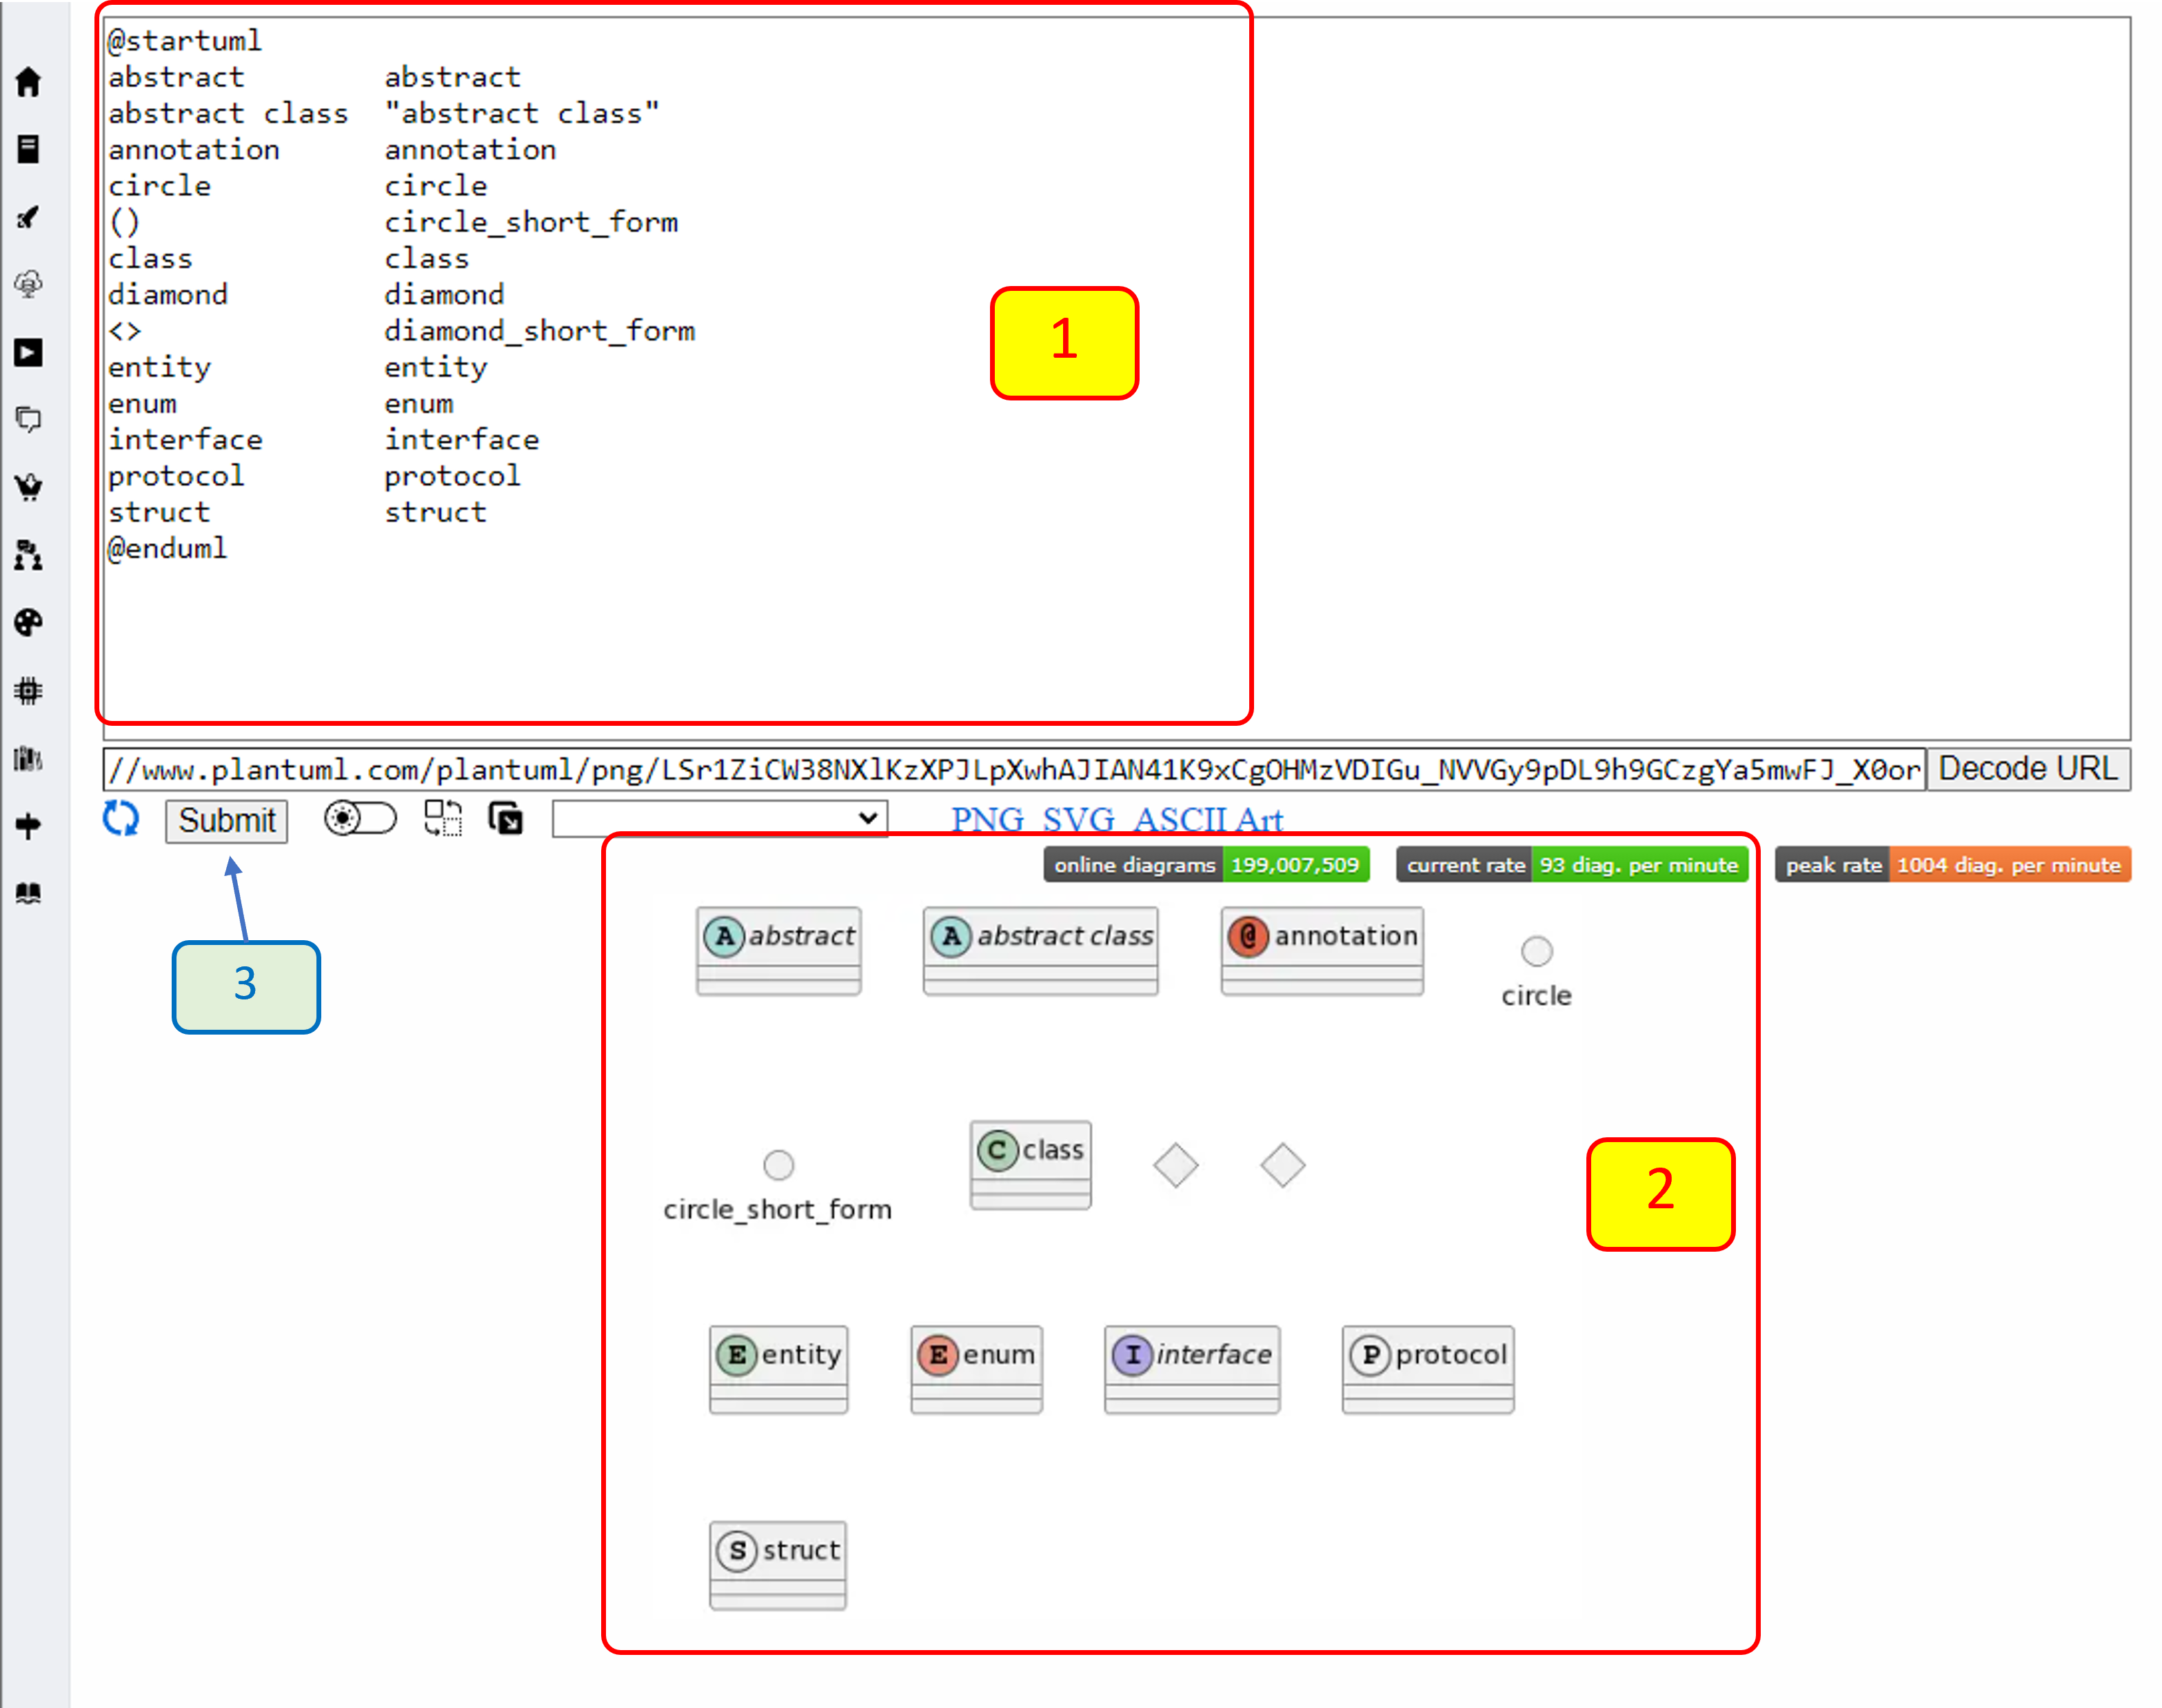 @startuml
abstract abstract
abstract class "abstract class"
annotation annotation
circle circle
() circle_short_form
class class
diamond diamond
<> diamond_short_form
entity entity
enum enum
interface interface
protocol protocol
struct struct
@enduml
1
//www.plantuml.com/plantuml/png/LSr1ZiCW38NXlKzXPJLpXwhAJIAN41K9xCgOHMzVDIGu_NVVGy9pDL9h9GCzgYa5mwFJ_X0or Decode URL
Submit PNG SVG ASCII Art
online diagrams 199,007,509 current rate 93 diag. per minute peak rate 1004 diag. per minute
A abstract A abstract class @ annotation
circle
3
C class
circle_short_form
2
E entity E enum I interface P protocol
S struct